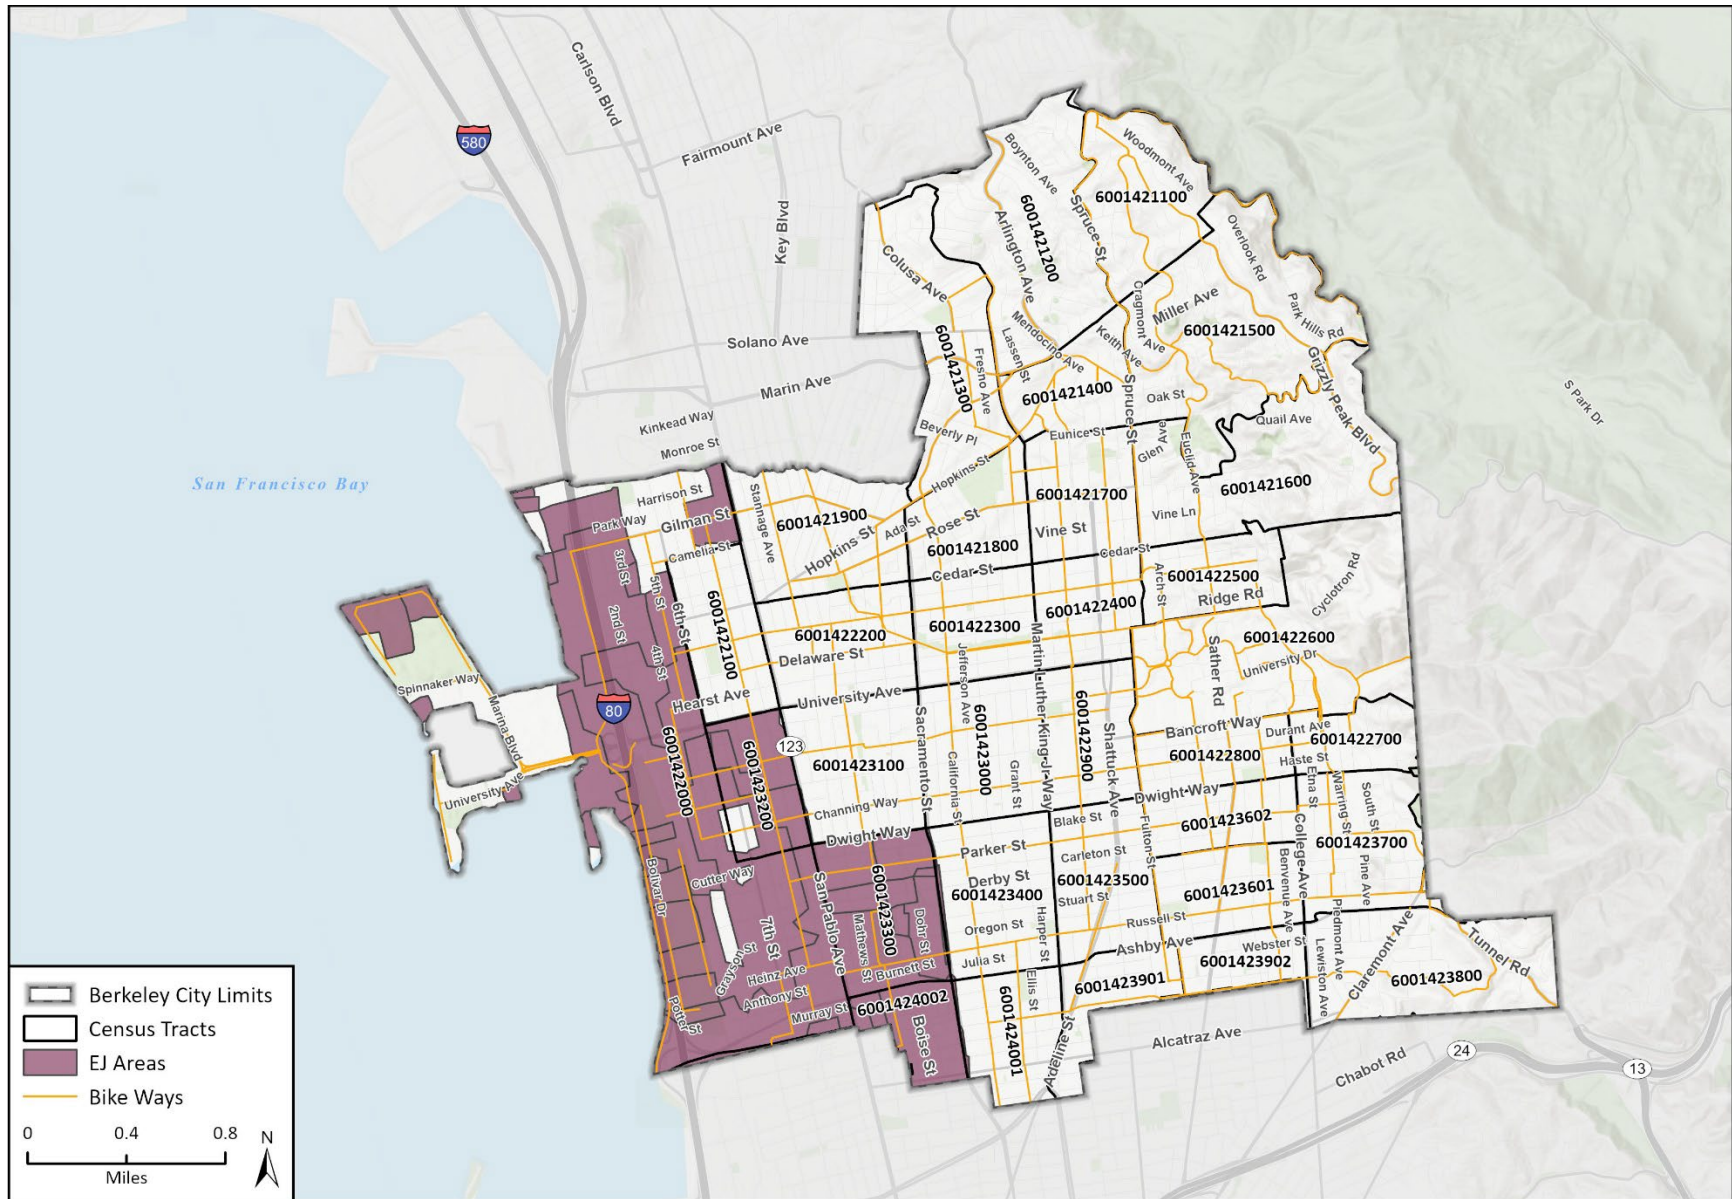 Carlson Blvd
580
Fairmount Ave
Key Blvd
Solano Ave
Marin Ave
Kinkead Way
Monroe St
San Francisco Bay
Boynton Ave
Woodmont Ave
6001421100
6001421200
Arlington Ave
Spruce St
Overlook Rd
Colusa Ave
Cragmont Ave
Miller Ave
Park Hills Rd
6001421500
Mendocino Ave
Keith Ave
Lassen St
Fresno Ave
6001421300
6001421400
Spruce St
Oak St
Grizzly Peak Blvd
S Park Dr
Beverly Pl
Eunice St
Glen Ave
Euclid Ave
Quail Ave
Hopkins St
6001421700
6001421600
Harrison St
Stannage Ave
Park Way
Gilman St
6001421900
Ada St
Rose St
Vine St
Vine Ln
Hopkins St
6001421800
Camelia St
Cedar St
Cedar St
3rd St
5th St
2nd St
6th St
4th St
6001422100
6001422200
6001422300
6001422400
Arch St
6001422500
Ridge Rd
Cyclotron Rd
Delaware St
Jefferson Ave
Martin Luther King Jr Way
Sather Rd
6001422600
University Dr
Spinnaker Way
Marina Blvd
Hearst Ave
University Ave
80
6001422000
6001423200
123
6001423100
Sacramento St
California St
6001423000
Grant St
6001422900
Shattuck Ave
Bancroft Way
Durant Ave
6001422700
6001422800
Haste St
University Ave
Channing Way
Dwight Way
Dwight Way
Blake St
Fulton St
6001423602
Etna St
Warring St
South St
College Ave
Parker St
Carleton St
6001423700
Bolivar Dr
Cutter Way
Derby St
6001423400
6001423500
Stuart St
6001423601
Benvenue Ave
Pine Ave
San Pablo Ave
6001423300
Mathews St
Dohr St
Oregon St
Harper St
Russell St
Piedmont Ave
7th St
Grayson St
Heinz Ave
Burnett St
Julia St
Ashby Ave
Webster St
Lewiston Ave
Claremont Ave
Tunnel Rd
6001423902
6001423800
Anthony St
Potter St
Murray St
6001424002
Boise St
Ellis St
6001423901
6001424001
Adeline St
Alcatraz Ave
Chabot Rd
24
13
Berkeley City Limits
Census Tracts
EJ Areas
Bike Ways
0 0.4 0.8
Miles
N